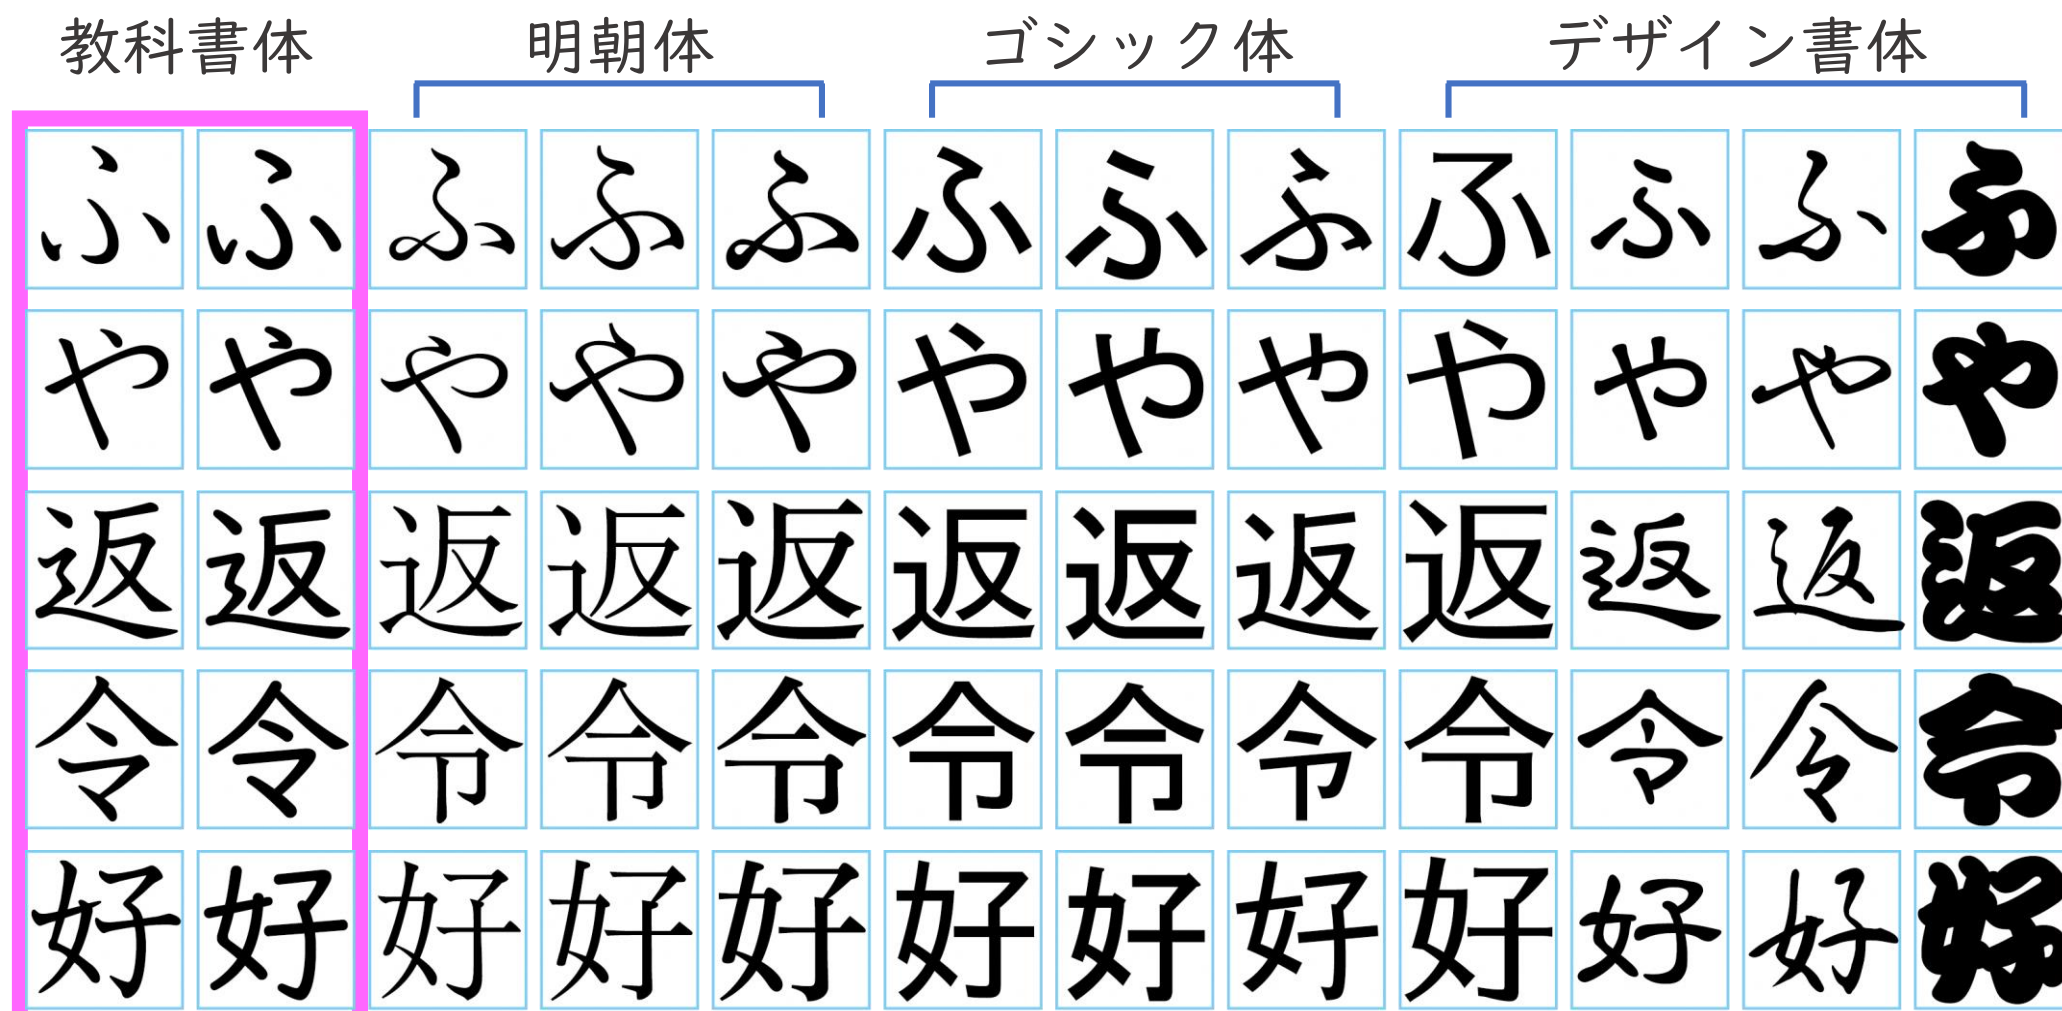 教科書体 明朝体 ゴシック体 デザイン書体
ふ ふ ふ ふ ふ ふ ふ ふ ふ ふ ふ ふ
や や や や や や や や や や や や
返 返 返 返 返 返 返 返 返 返 返 返
令 令 令 令 令 令 令 令 令 令 令 令
好 好 好 好 好 好 好 好 好 好 好 好